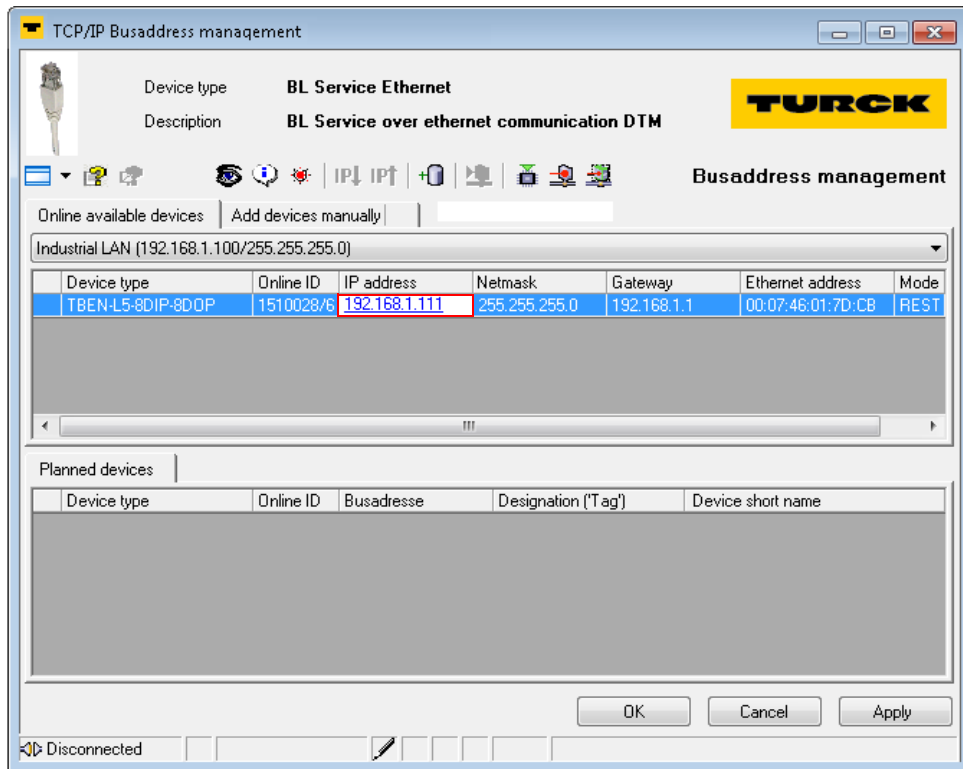 TCP/IP Busaddress management
Device type BL Service Ethernet
TURCK
Description BL Service over ethernet communication DTM
IP IP Busaddress management
Online available devices Add devices manually
Industrial LAN (192.168.1.100/255.255.255.0)
Device type Online ID IP address Netmask Gateway Ethernet address Mode
TBEN-L5-8DIP-8DOP 1510028/6 192.168.1.111 255.255.255.0 192.168.1.1 00:07:46:01:7D:CB REST
Planned devices
Device type Online ID Busadresse Designation ('Tag') Device short name
OK Cancel Apply
Disconnected